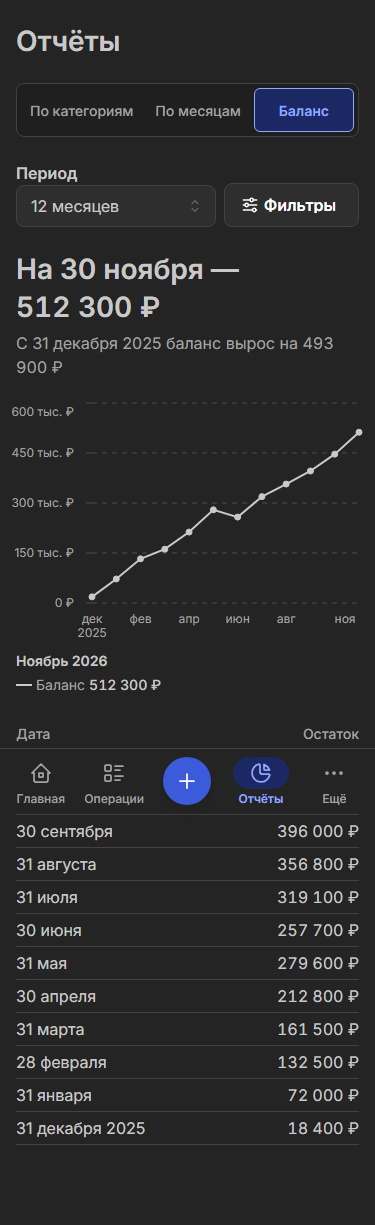 Отчёты
По категориям
По месяцам
Баланс
Период
12 месяцев
Фильтры
На 30 ноября —
512 300 ₽
С 31 декабря 2025 баланс вырос на 493
900 ₽
600 тыс. ₽
450 тыс. ₽
300 тыс. ₽
150 тыс. ₽
0 ₽
дек фев апр июн авг ноя
2025
Ноябрь 2026
Баланс 512 300 ₽
Дата Остаток
Главная Операции Отчёты Ещё
30 сентября 396 000 ₽
31 августа 356 800 ₽
31 июля 319 100 ₽
30 июня 257 700 ₽
31 мая 279 600 ₽
30 апреля 212 800 ₽
31 марта 161 500 ₽
28 февраля 132 500 ₽
31 января 72 000 ₽
31 декабря 2025 18 400 ₽